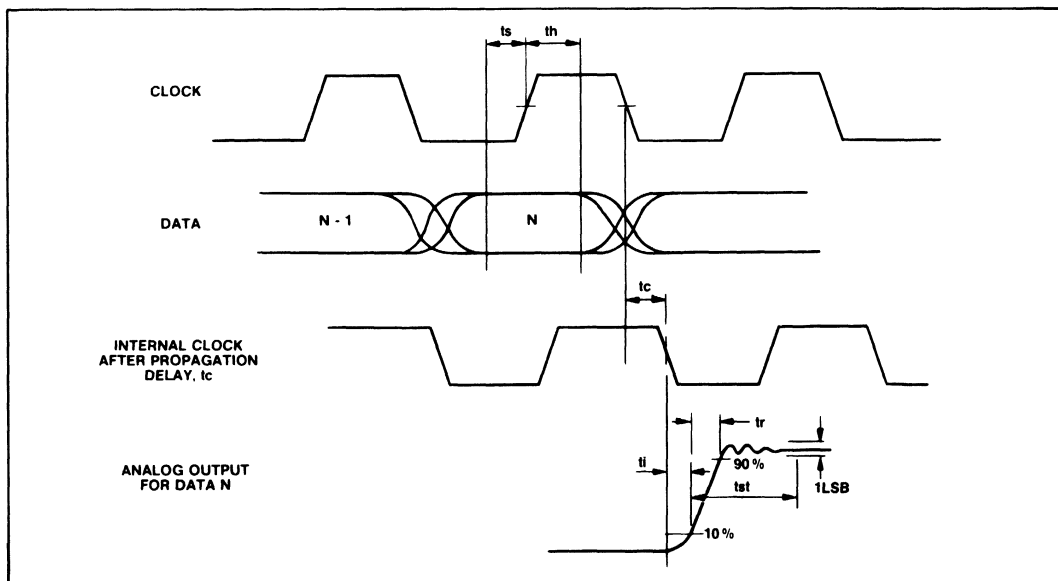 ts th
CLOCK
DATA
N - 1
N
tc
INTERNAL CLOCK
AFTER PROPAGATION
DELAY, tc
tr
ti
90%
ANALOG OUTPUT
FOR DATA N
tst
1LSB
10%